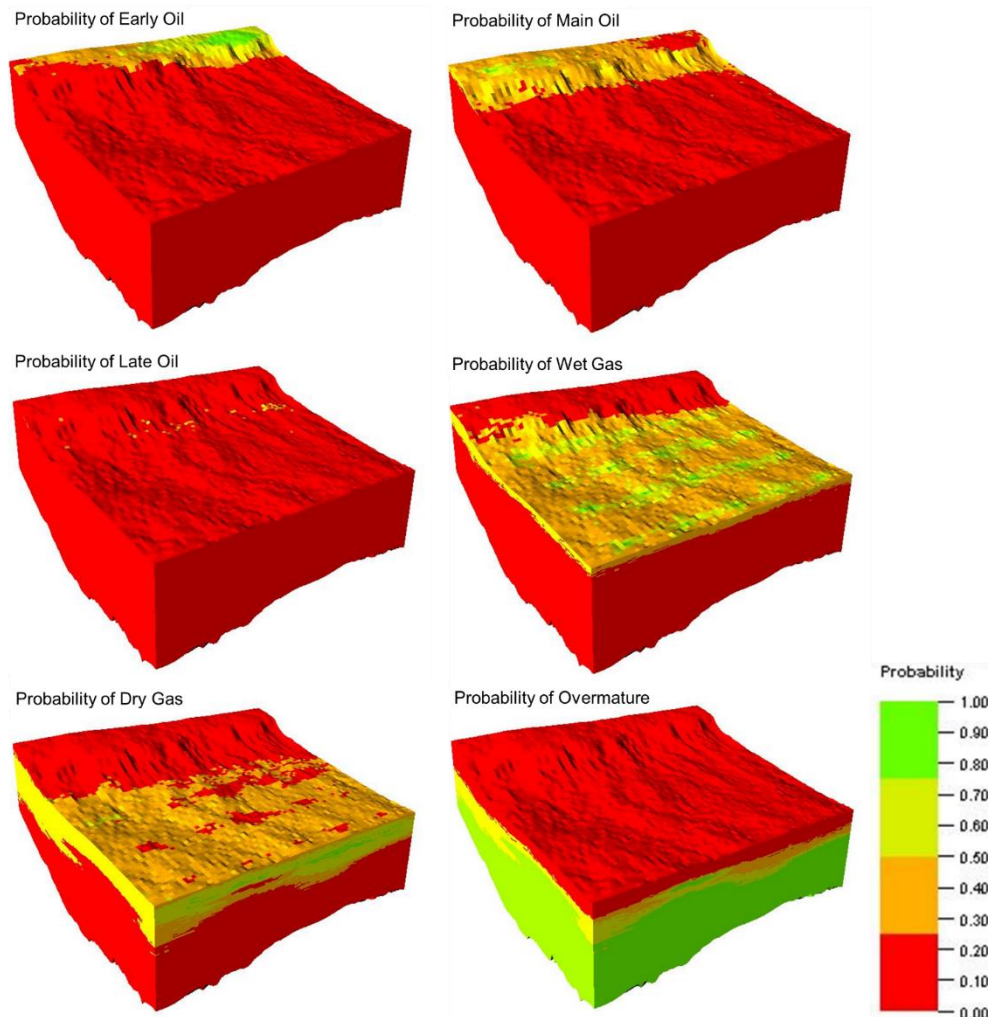 Probability of Early Oil
Probability of Main Oil
Probability of Late Oil
Probability of Wet Gas
Probability of Dry Gas
Probability of Overmature
Probability
1.00
0.90
0.80
0.70
0.60
0.50
0.40
0.30
0.20
0.10
0.00